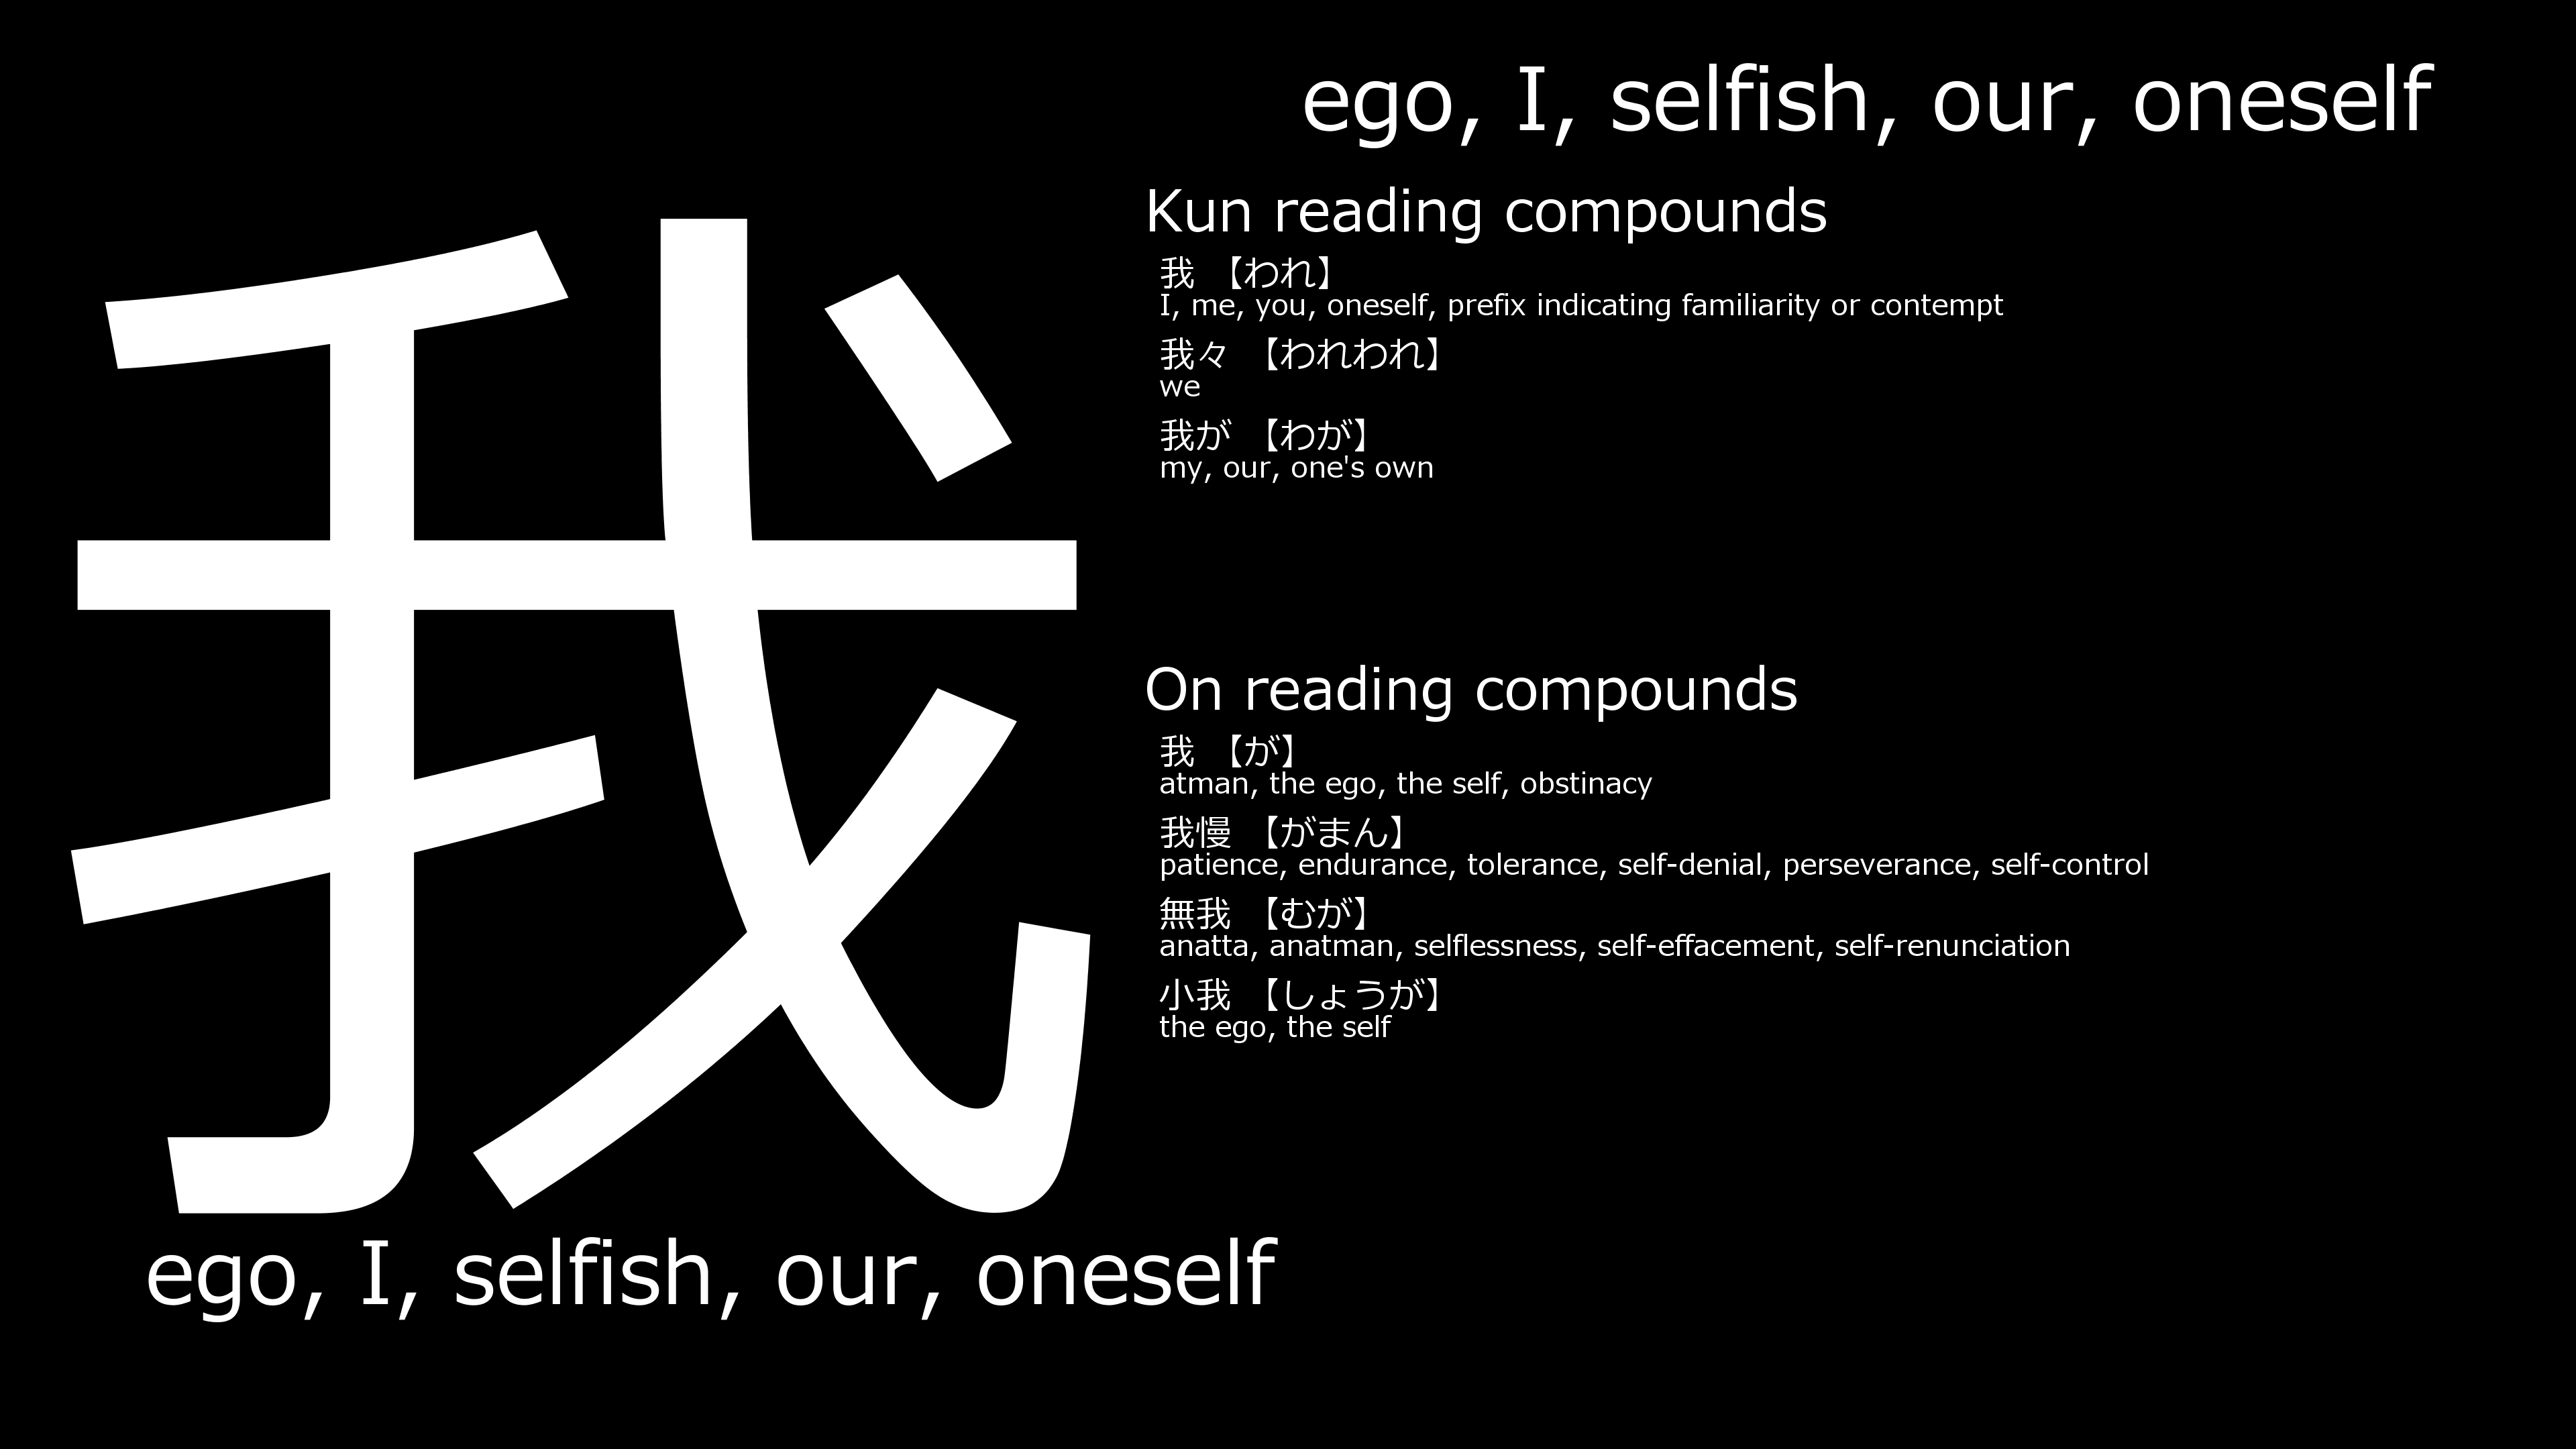 ego, I, selfish, our, oneself
我
Kun reading compounds
我 【われ】
I, me, you, oneself, prefix indicating familiarity or contempt
我々 【われわれ】
we
我が 【わが】
my, our, one's own
On reading compounds
我 【が】
atman, the ego, the self, obstinacy
我慢 【がまん】
patience, endurance, tolerance, self-denial, perseverance, self-control
無我 【むが】
anatta, anatman, selflessness, self-effacement, self-renunciation
小我 【しょうが】
the ego, the self
ego, I, selfish, our, oneself